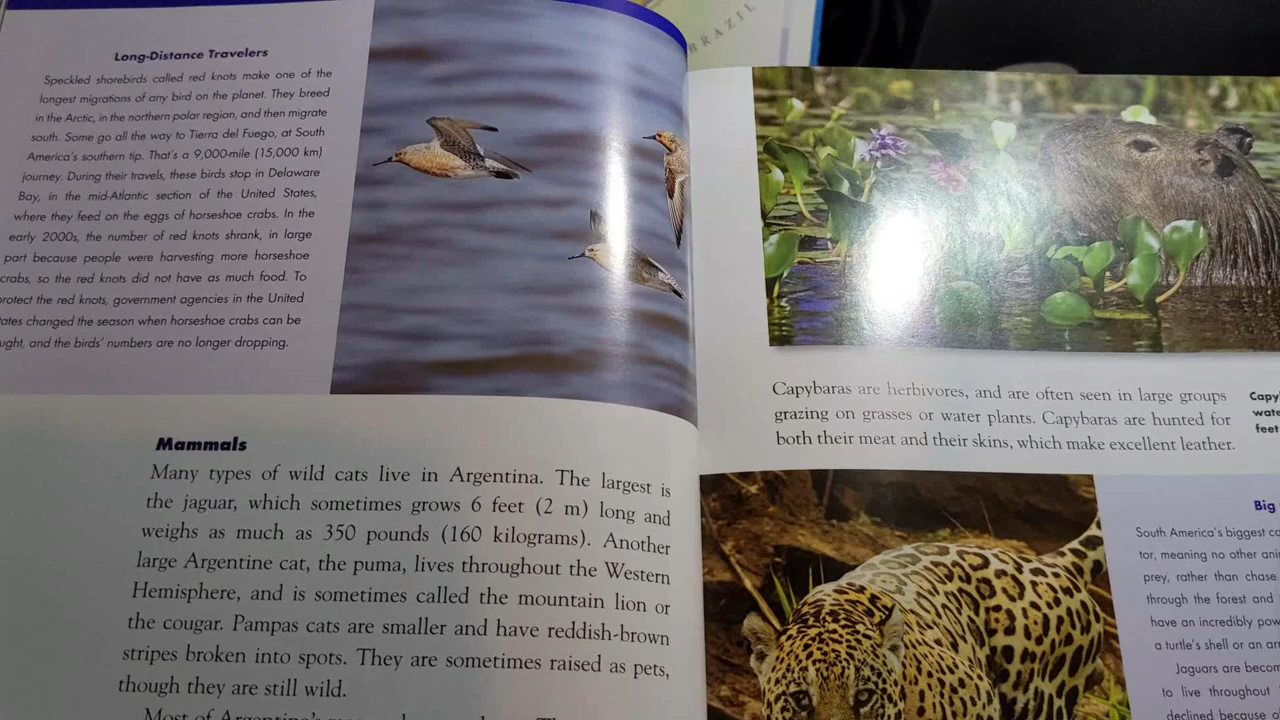 BRAZIL
Long-Distance Travelers
Speckled shorebirds called red knots make one of the
longest migrations of any bird on the planet. They breed
in the Arctic, in the northern polar region, and then migrate
south. Some go all the way to Tierra del Fuego, at South
America's southern tip. That's a 9,000-mile (15,000 km)
journey. During their travels, these birds stop in Delaware
Bay, in the mid-Atlantic section of the United States,
where they feed on the eggs of horseshoe crabs. In the
early 2000s, the number of red knots shrank, in large
part because people were harvesting more horseshoe
crabs, so the red knots did not have as much food. To
rotect the red knots, government agencies in the United
ates changed the season when horseshoe crabs can be
ught, and the birds' numbers are no longer dropping.
Mammals
Many types of wild cats live in Argentina. The largest is
the jaguar, which sometimes grows 6 feet (2 m) long and
weighs as much as 350 pounds (160 kilograms). Another
large Argentine cat, the puma, lives throughout the Western
Hemisphere, and is sometimes called the mountain lion or
the cougar. Pampas cats are smaller and have reddish-brown
stripes broken into spots. They are sometimes raised as pets,
though they are still wild.
Most of Argentina's
Capybaras are herbivores, and are often seen in large groups
grazing on grasses or water plants. Capybaras are hunted for
both their meat and their skins, which make excellent leather.
Capy
wate
feet
Big
South America's biggest ca
tor, meaning no other ani
prey, rather than chase
through the forest and
have an incredibly pow
a turtle's shell or an ar
Jaguars are becom
to live throughout
declined because o